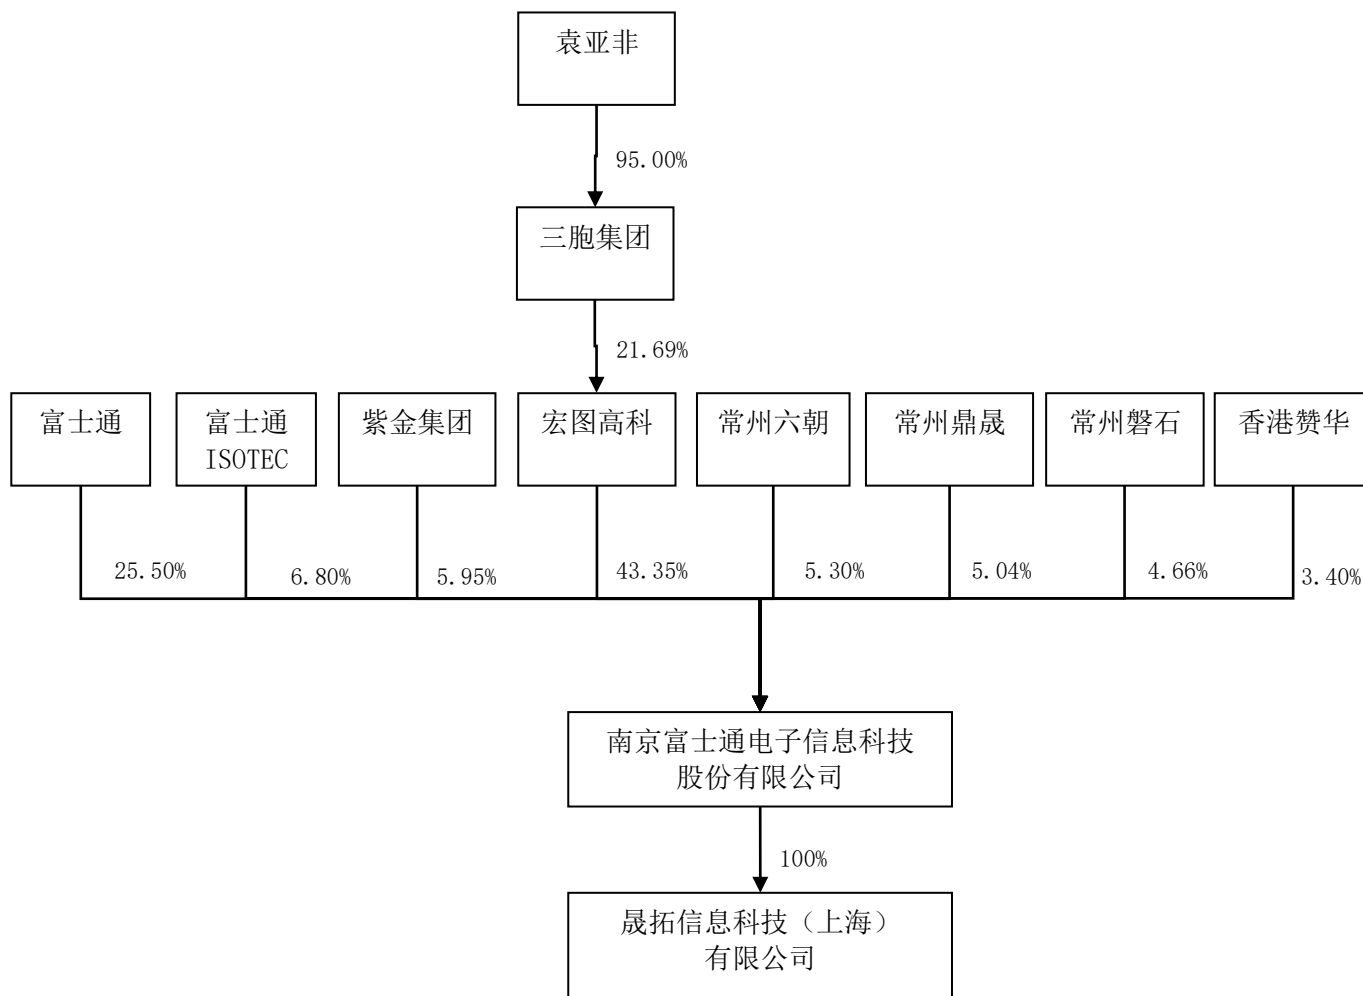 袁亚非
95.00%
三胞集团
21.69%
富士通
富士通
ISOTEC
紫金集团
宏图高科
常州六朝
常州鼎晟
常州磐石
香港赞华
25.50%
6.80%
5.95%
43.35%
5.30%
5.04%
4.66%
3.40%
南京富士通电子信息科技
股份有限公司
100%
晟拓信息科技（上海）
有限公司